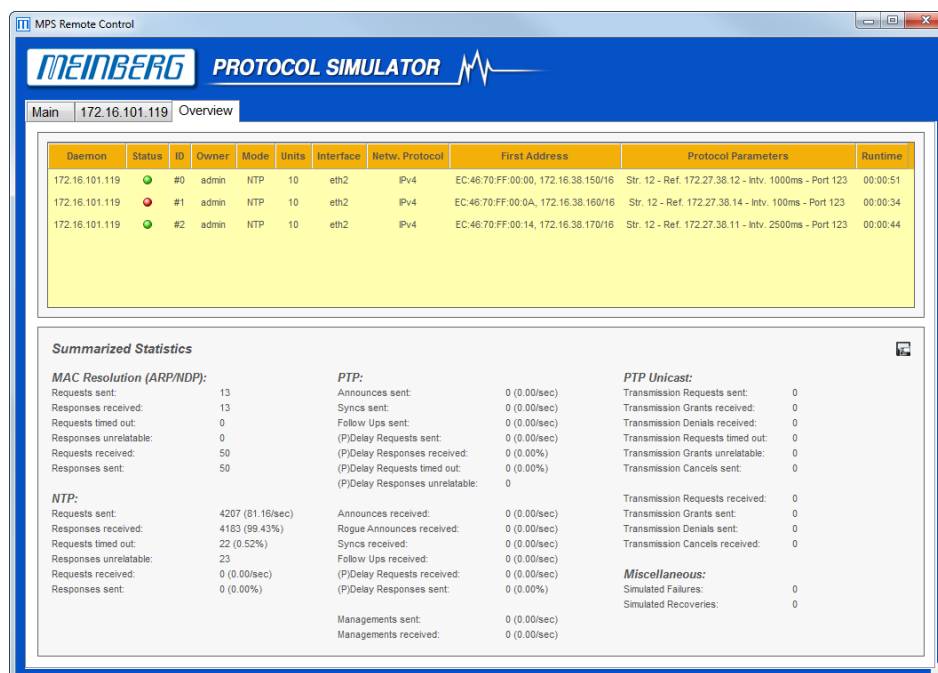 MPS Remote Control
MEINBERG PROTOCOL SIMULATOR
Main 172.16.101.119 Overview
Daemon Status ID Owner Mode Units Interface Netw. Protocol First Address Protocol Parameters Runtime
172.16.101.119 #0 admin NTP 10 eth2 IPv4 EC:46:70:FF:00:00, 172.16.38.150/16 Str. 12 - Ref. 172.27.38.12 - Intv. 1000ms - Port 123 00:00:51
172.16.101.119 #1 admin NTP 10 eth2 IPv4 EC:46:70:FF:00:0A, 172.16.38.160/16 Str. 12 - Ref. 172.27.38.14 - Intv. 100ms - Port 123 00:00:34
172.16.101.119 #2 admin NTP 10 eth2 IPv4 EC:46:70:FF:00:14, 172.16.38.170/16 Str. 12 - Ref. 172.27.38.11 - Intv. 2500ms - Port 123 00:00:44
Summarized Statistics
MAC Resolution (ARP/NDP):
Requests sent: 13
Responses received: 13
Requests timed out: 0
Responses unrelatable: 0
Requests received: 50
Responses sent: 50
NTP:
Requests sent: 4207 (81.16/sec)
Responses received: 4183 (99.43%)
Requests timed out: 22 (0.52%)
Responses unrelatable: 23
Requests received: 0 (0.00/sec)
Responses sent: 0 (0.00%)
PTP:
Announces sent: 0 (0.00/sec)
Syncs sent: 0 (0.00/sec)
Follow Ups sent: 0 (0.00/sec)
(P)Delay Requests sent: 0 (0.00/sec)
(P)Delay Responses received: 0 (0.00%)
(P)Delay Requests timed out: 0 (0.00%)
(P)Delay Responses unrelatable: 0
Announces received: 0 (0.00/sec)
Rogue Announces received: 0 (0.00/sec)
Syncs received: 0 (0.00/sec)
Follow Ups received: 0 (0.00/sec)
(P)Delay Requests received: 0 (0.00/sec)
(P)Delay Responses sent: 0 (0.00%)
Managements sent: 0 (0.00/sec)
Managements received: 0 (0.00/sec)
PTP Unicast:
Transmission Requests sent: 0
Transmission Grants received: 0
Transmission Denials received: 0
Transmission Requests timed out: 0
Transmission Grants unrelatable: 0
Transmission Cancels sent: 0
Transmission Requests received: 0
Transmission Grants sent: 0
Transmission Denials sent: 0
Transmission Cancels received: 0
Miscellaneous:
Simulated Failures: 0
Simulated Recoveries: 0